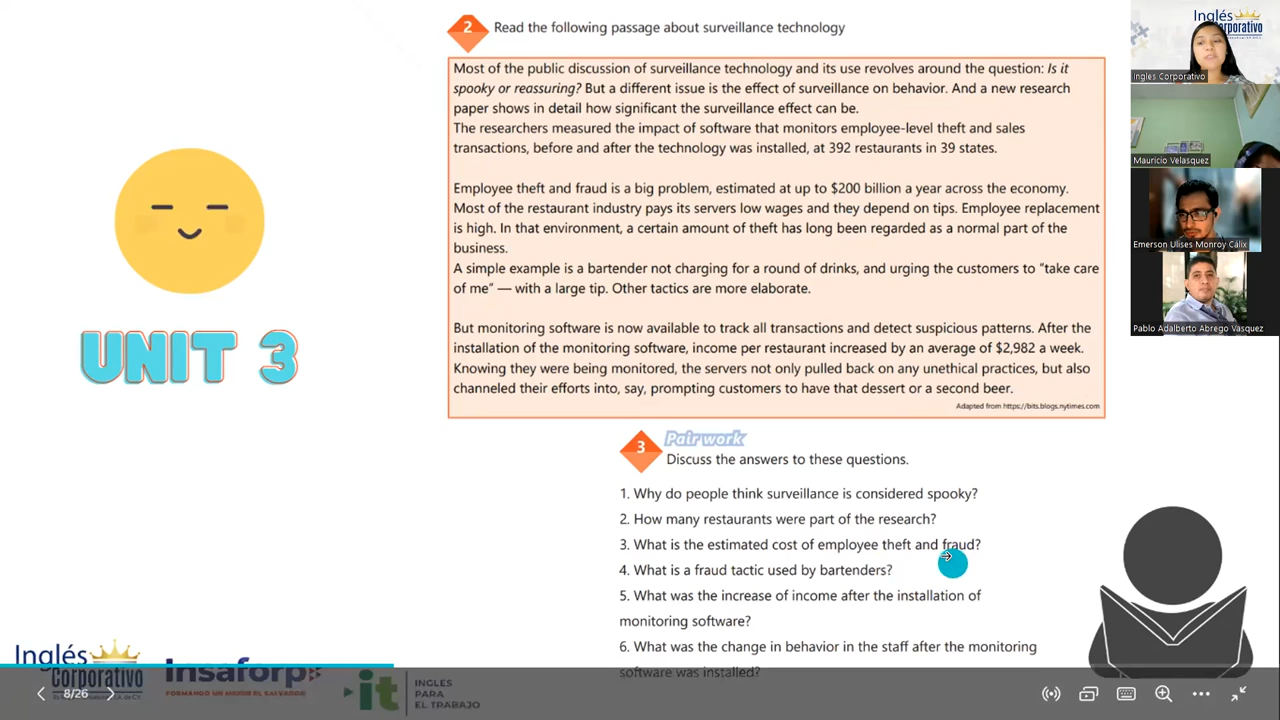 2 Read the following passage about surveillance technology
Most of the public discussion of surveillance technology and its use revolves around the question: Is it
spooky or reassuring? But a different issue is the effect of surveillance on behavior. And a new research
paper shows in detail how significant the surveillance effect can be.
The researchers measured the impact of software that monitors employee-level theft and sales
transactions, before and after the technology was installed, at 392 restaurants in 39 states.
Employee theft and fraud is a big problem, estimated at up to $200 billion a year across the economy.
Most of the restaurant industry pays its servers low wages and they depend on tips. Employee replacement
is high. In that environment, a certain amount of theft has long been regarded as a normal part of the
business.
A simple example is a bartender not charging for a round of drinks, and urging the customers to “take care
of me” — with a large tip. Other tactics are more elaborate.
But monitoring software is now available to track all transactions and detect suspicious patterns. After the
installation of the monitoring software, income per restaurant increased by an average of $2,982 a week.
Knowing they were being monitored, the servers not only pulled back on any unethical practices, but also
channeled their efforts into, say, prompting customers to have that dessert or a second beer.
Adapted from https://bits.blogs.nytimes.com
UNIT 3
3 Pair work
Discuss the answers to these questions.
1. Why do people think surveillance is considered spooky?
2. How many restaurants were part of the research?
3. What is the estimated cost of employee theft and fraud?
4. What is a fraud tactic used by bartenders?
5. What was the increase of income after the installation of
monitoring software?
6. What was the change in behavior in the staff after the monitoring
software was installed?
Inglés
Corporativo
Ingles Corporativo
Mauricio Velasquez
Emerson Ulises Monroy Cálix
Pablo Adalberto Abrego Vasquez
Inglés
Corporativo
Insaforp
FORMANDO UN MEJOR EL SALVADOR
it
INGLÉS
PARA
EL TRABAJO
8/26